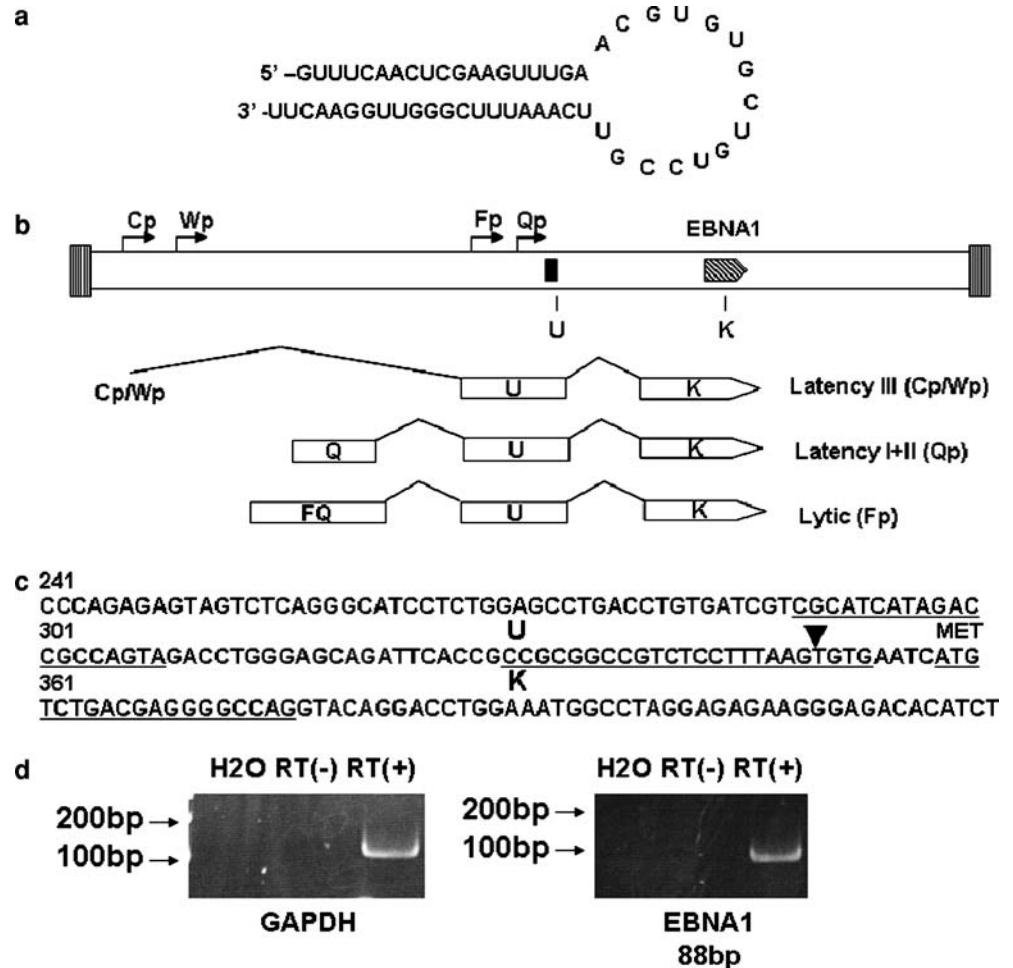 a
A C G U G U G C U G U C C G U
5' –GUUUCAACUCGAAGUUUGA
3' -UUCAAGGUUGGGCUUUAAACU
b
Cp Wp Fp Qp EBNA1
U K
Cp/Wp U K Latency III (Cp/Wp)
Q U K Latency I+II (Qp)
FQ U K Lytic (Fp)
c
241
CCCAGAGAGTAGTCTCAGGGCATCCTCTGGAGCCTGACCTGTGATCGTCGCATCATAGAC
301 U MET
CGCCAGTAGACCTGGGAGCAGATTCACCGCCGCGGCCGTCTCCTTTAAGTGTGAATCATG
361 K
TCTGACGAGGGGCCAGGTACAGGACCTGGAAATGGCCTAGGAGAGAAGGGAGACACATCT
d
H2O RT(-) RT(+) H2O RT(-) RT(+)
200bp 200bp
100bp 100bp
GAPDH EBNA1
88bp